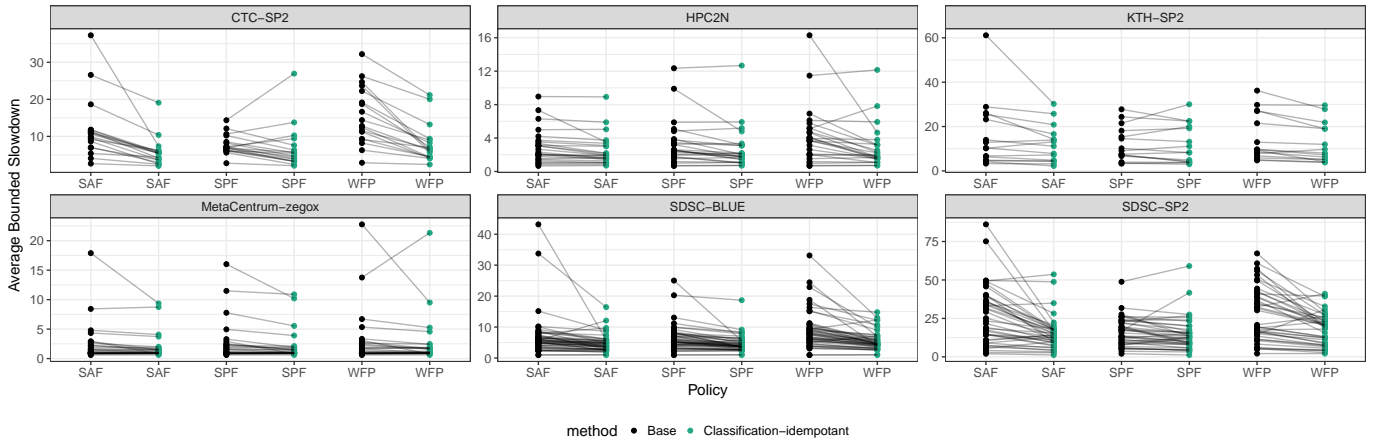 CTC−SP2
HPC2N
KTH−SP2
30
20
10
SAF SAF SPF SPF WFP WFP
16
12
8
4
0
SAF SAF SPF SPF WFP WFP
60
40
20
0
SAF SAF SPF SPF WFP WFP
MetaCentrum−zegox
SDSC−BLUE
SDSC−SP2
20
15
10
5
0
SAF SAF SPF SPF WFP WFP
40
30
20
10
0
SAF SAF SPF SPF WFP WFP
75
50
25
0
SAF SAF SPF SPF WFP WFP
Average Bounded Slowdown
Policy
method Base Classification−idempotant